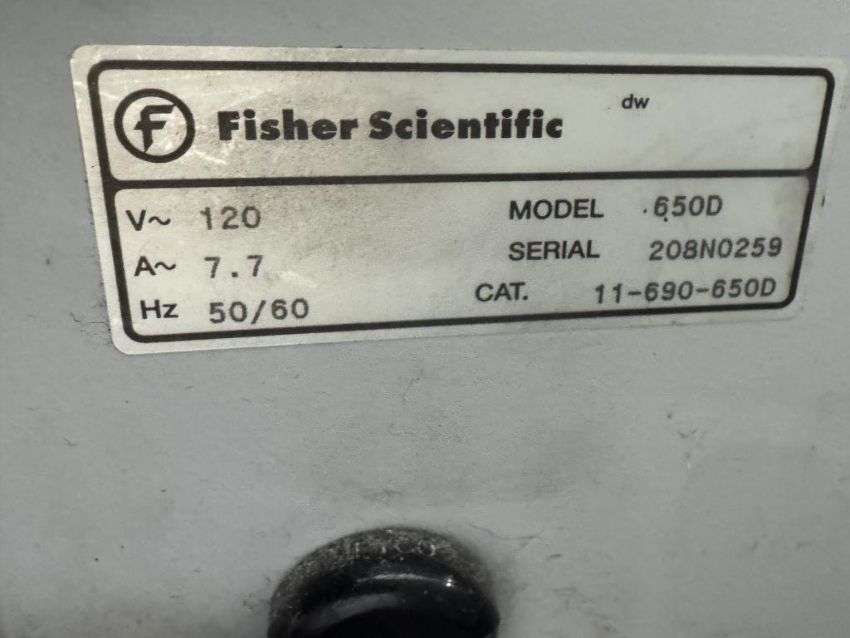 F Fisher Scientific dw
V~ 120 MODEL 650D
A~ 7.7 SERIAL 208N0259
Hz 50/60 CAT. 11-690-650D